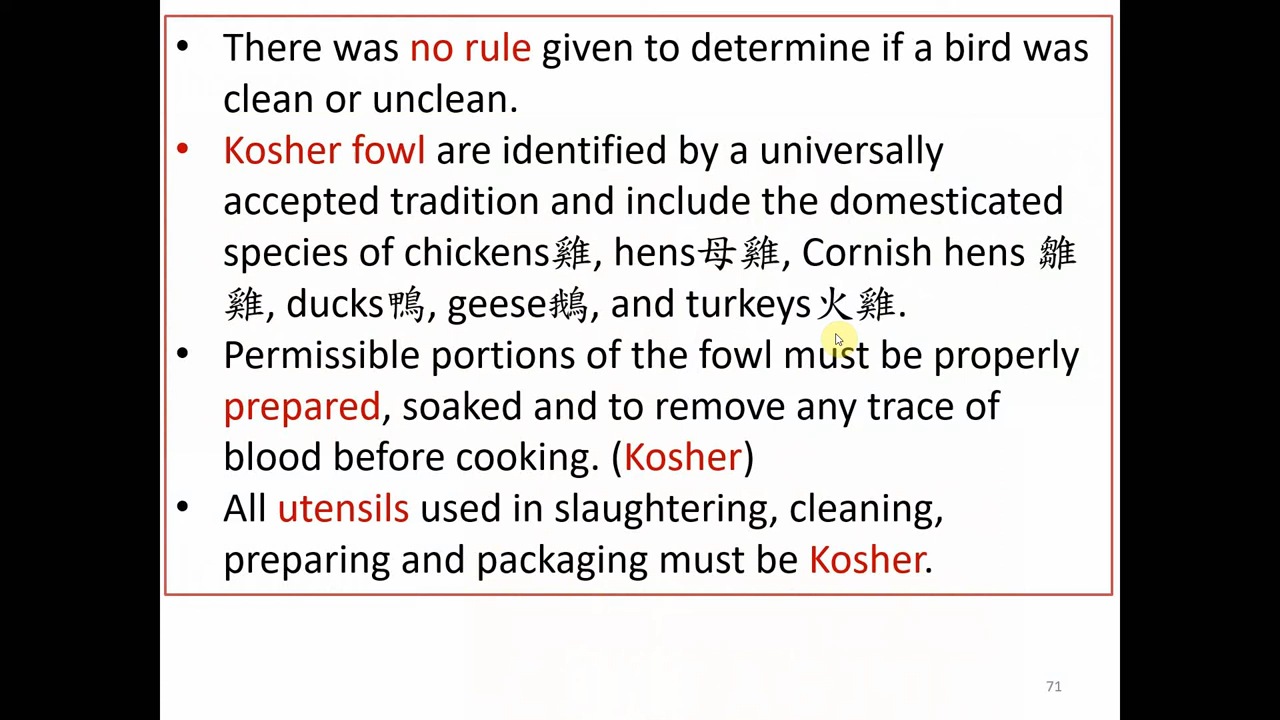 • There was no rule given to determine if a bird was
clean or unclean.
• Kosher fowl are identified by a universally
accepted tradition and include the domesticated
species of chickens雞, hens母雞, Cornish hens 雛
雞, ducks鴨, geese鵝, and turkeys火雞.
• Permissible portions of the fowl must be properly
prepared, soaked and to remove any trace of
blood before cooking. (Kosher)
• All utensils used in slaughtering, cleaning,
preparing and packaging must be Kosher.
71